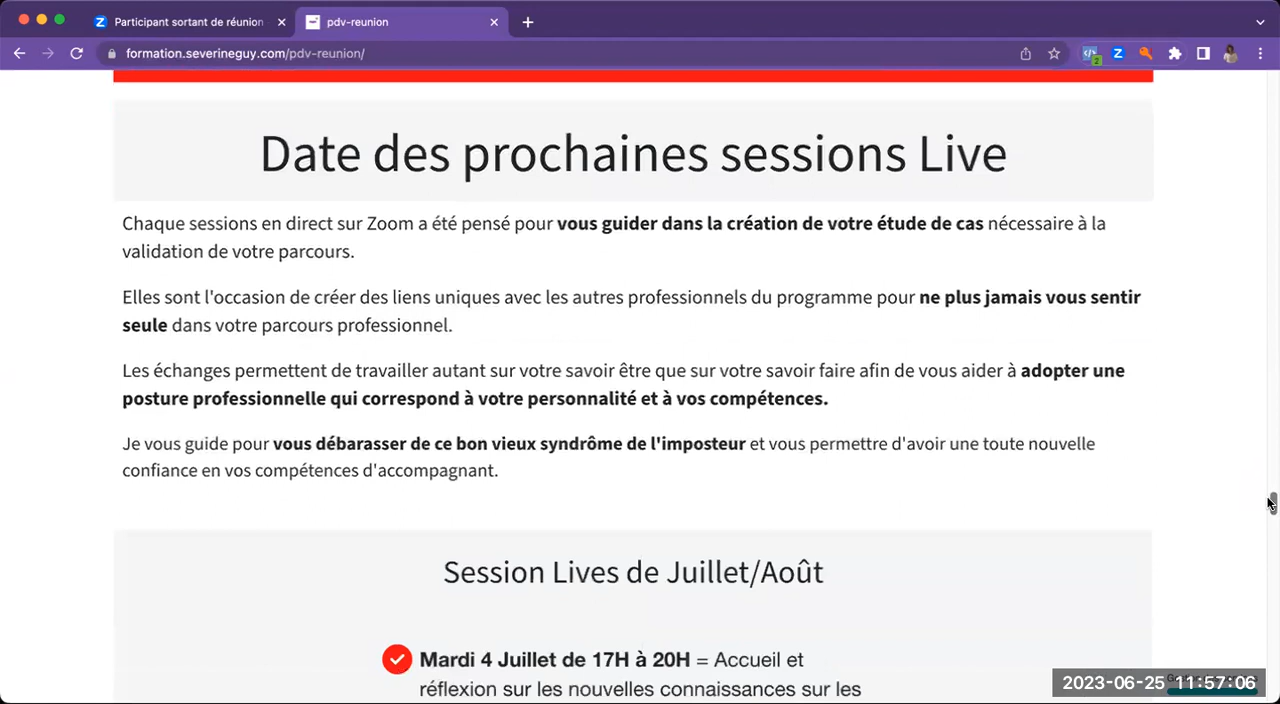 Participant sortant de réunion
pdv-reunion
formation.severineguy.com/pdv-reunion/
2
Date des prochaines sessions Live
Chaque sessions en direct sur Zoom a été pensé pour vous guider dans la création de votre étude de cas nécessaire à la
validation de votre parcours.
Elles sont l'occasion de créer des liens uniques avec les autres professionnels du programme pour ne plus jamais vous sentir
seule dans votre parcours professionnel.
Les échanges permettent de travailler autant sur votre savoir être que sur votre savoir faire afin de vous aider à adopter une
posture professionnelle qui correspond à votre personnalité et à vos compétences.
Je vous guide pour vous débarasser de ce bon vieux syndrôme de l'imposteur et vous permettre d'avoir une toute nouvelle
confiance en vos compétences d'accompagnant.
Session Lives de Juillet/Août
Mardi 4 Juillet de 17H à 20H = Accueil et
réflexion sur les nouvelles connaissances sur les
2023-06-25 11:57:06